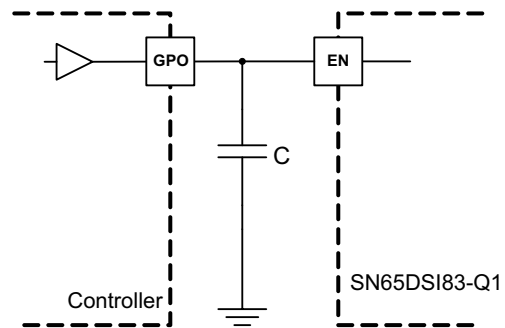 GPO
EN
C
SN65DSI83-Q1
Controller